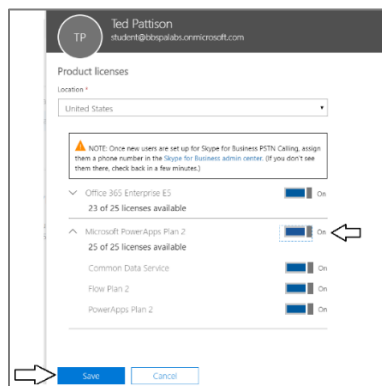 TP
Ted Pattison
student@bbspalabs.onmicrosoft.com
Product licenses
Location *
United States
NOTE: Once new users are set up for Skype for Business PSTN Calling, assign
them a phone number in the Skype for Business admin center. (If you don't see
them there, check back in a few minutes.)
Office 365 Enterprise E5 On
23 of 25 licenses available
Microsoft PowerApps Plan 2 On
25 of 25 licenses available
Common Data Service On
Flow Plan 2 On
PowerApps Plan 2 On
Save Cancel